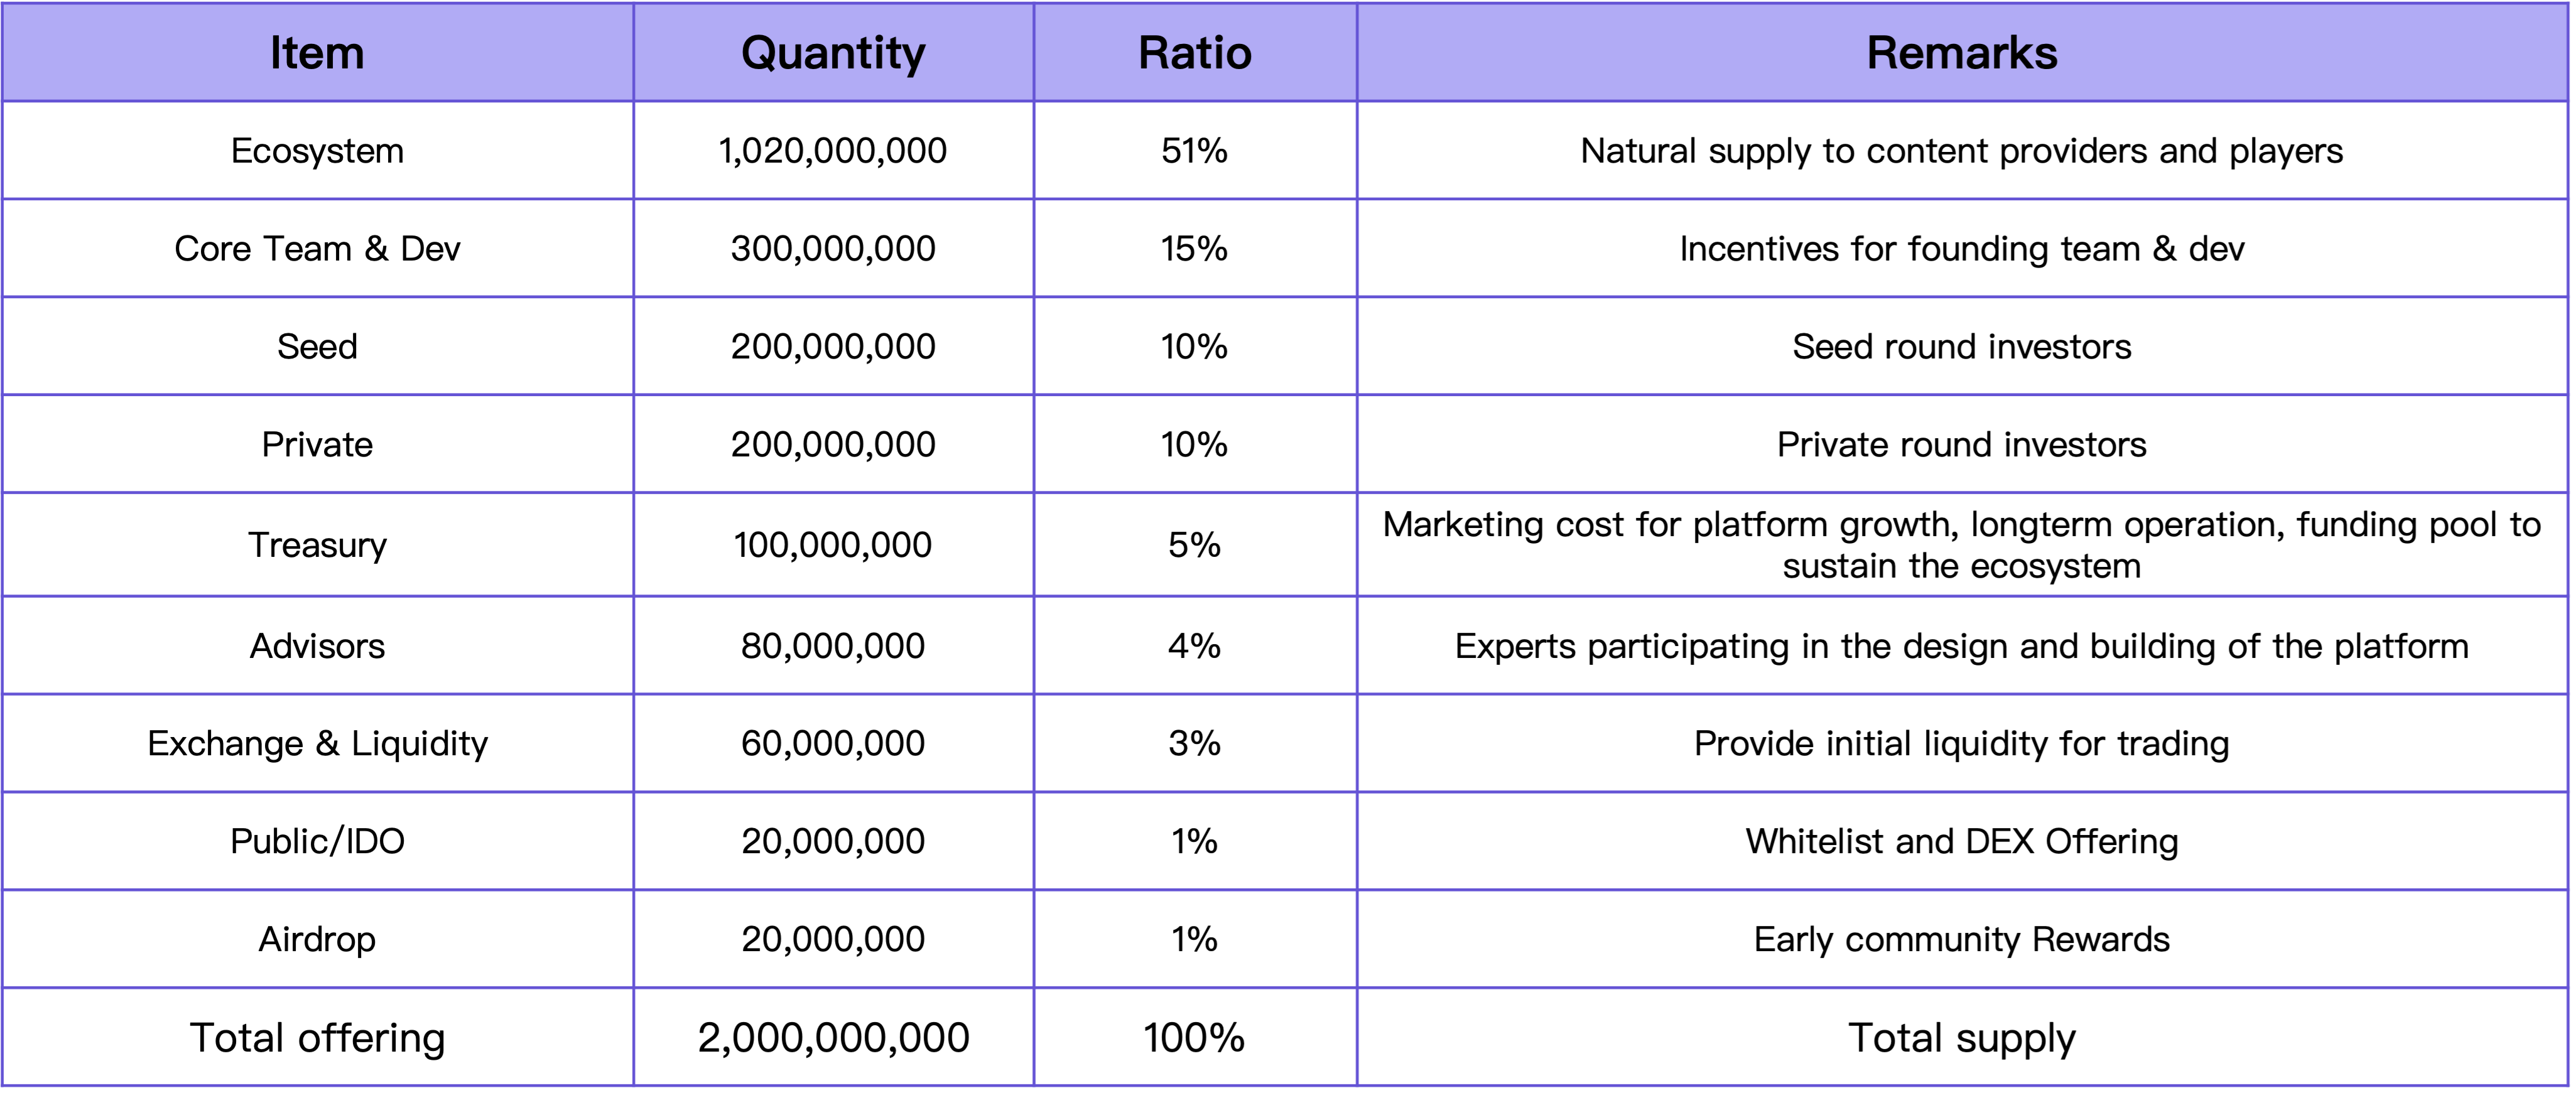 Item Quantity Ratio Remarks
Ecosystem 1,020,000,000 51% Natural supply to content providers and players
Core Team & Dev 300,000,000 15% Incentives for founding team & dev
Seed 200,000,000 10% Seed round investors
Private 200,000,000 10% Private round investors
Treasury 100,000,000 5% Marketing cost for platform growth, longterm operation, funding pool to
sustain the ecosystem
Advisors 80,000,000 4% Experts participating in the design and building of the platform
Exchange & Liquidity 60,000,000 3% Provide initial liquidity for trading
Public/IDO 20,000,000 1% Whitelist and DEX Offering
Airdrop 20,000,000 1% Early community Rewards
Total offering 2,000,000,000 100% Total supply